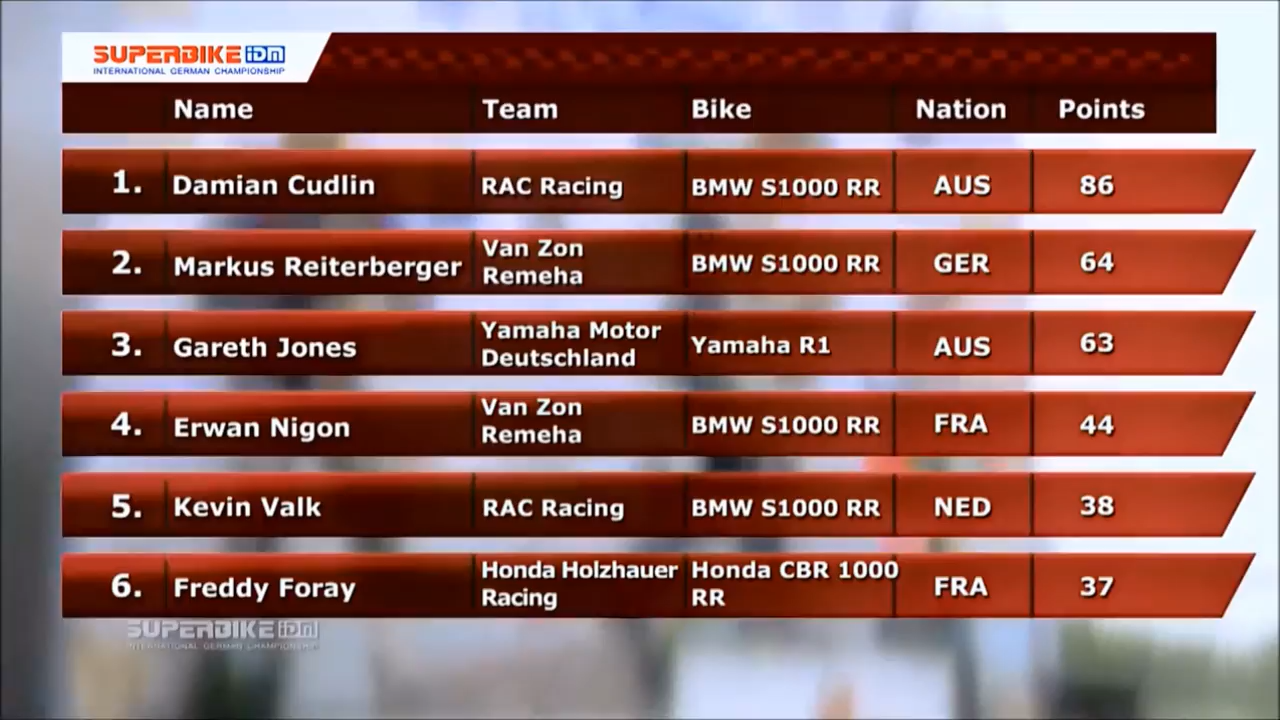 SUPERBIKE IDM
INTERNATIONAL GERMAN CHAMPIONSHIP
Name Team Bike Nation Points
1. Damian Cudlin RAC Racing BMW S1000 RR AUS 86
2. Markus Reiterberger Van Zon Remeha BMW S1000 RR GER 64
3. Gareth Jones Yamaha Motor Deutschland Yamaha R1 AUS 63
4. Erwan Nigon Van Zon Remeha BMW S1000 RR FRA 44
5. Kevin Valk RAC Racing BMW S1000 RR NED 38
6. Freddy Foray Honda Holzhauer Racing Honda CBR 1000 RR FRA 37
SUPERBIKE IDM
INTERNATIONAL GERMAN CHAMPIONSHIP